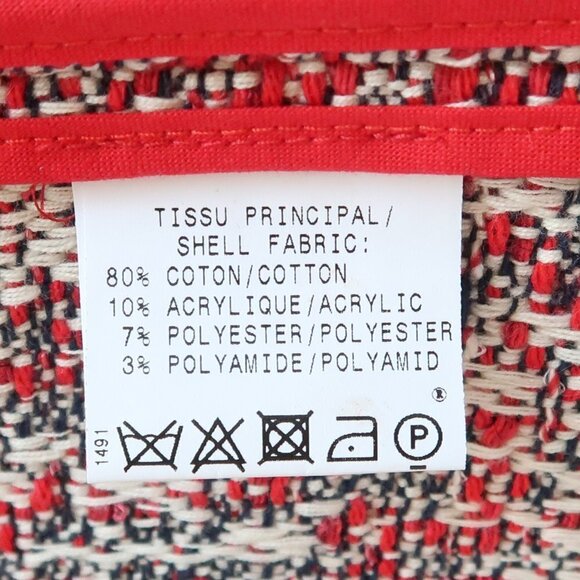 TISSU PRINCIPAL/
SHELL FABRIC:
80% COTON/COTTON
10% ACRYLIQUE/ACRYLIC
7% POLYESTER/POLYESTER
3% POLYAMIDE/POLYAMID
®
1491
P